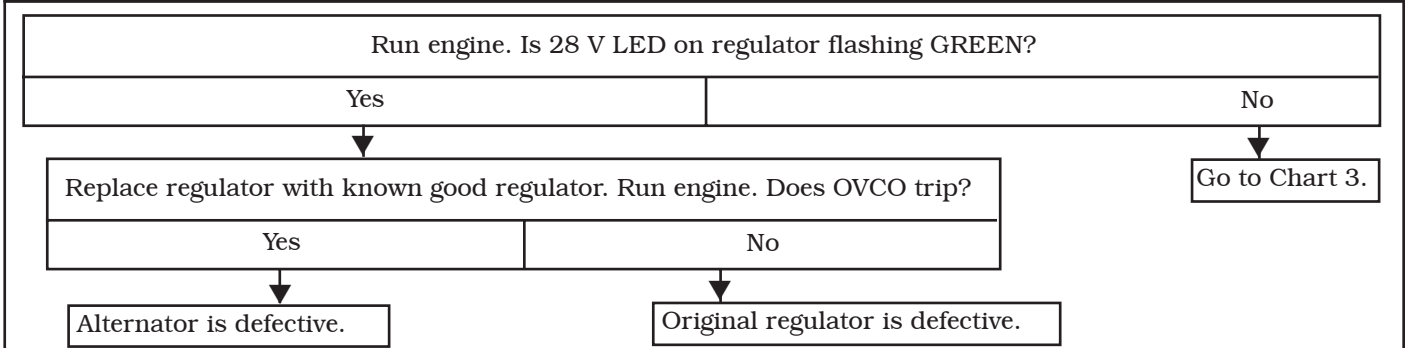 Run engine. Is 28 V LED on regulator flashing GREEN?
Yes
No
Replace regulator with known good regulator. Run engine. Does OVCO trip?
Go to Chart 3.
Yes
No
Alternator is defective.
Original regulator is defective.